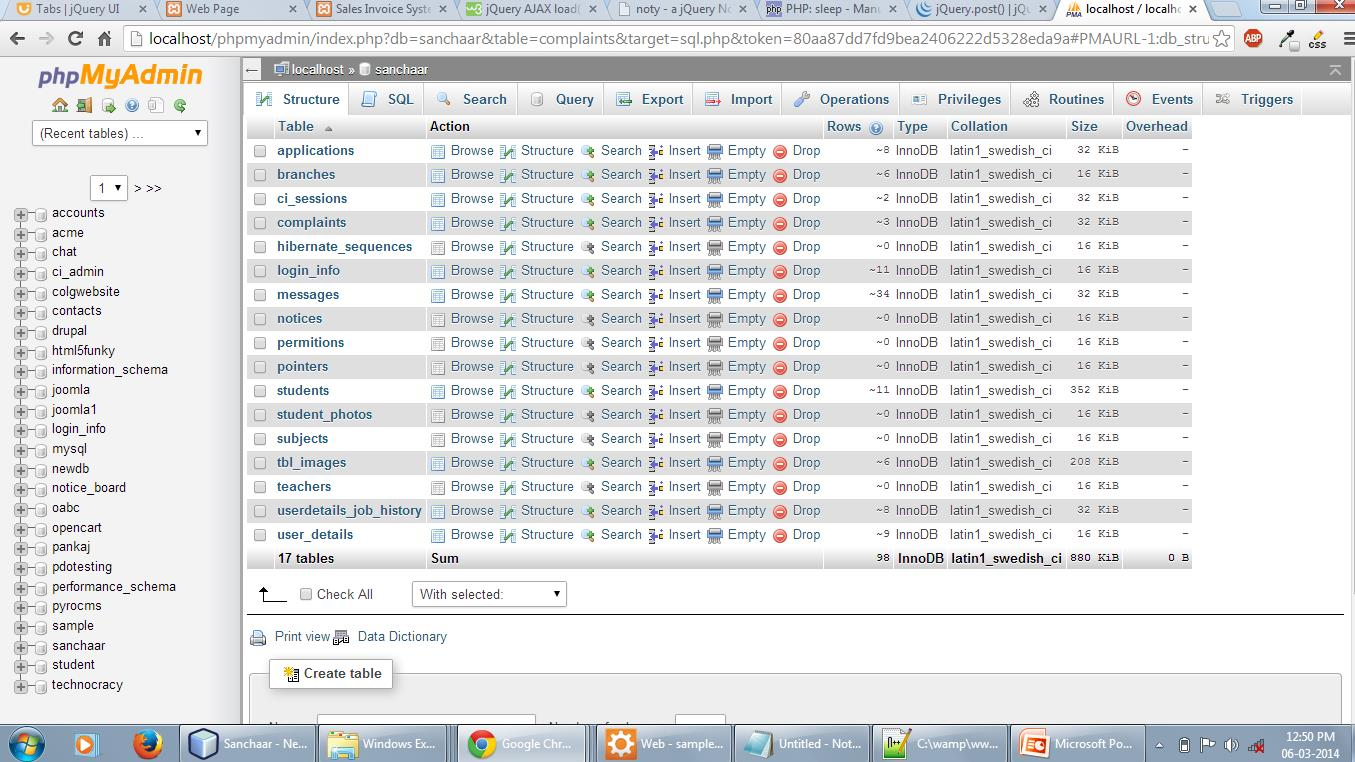 Tabs | jQuery UI
Web Page
Sales Invoice Syste
jQuery AJAX load(
noty - a jQuery No
PHP: sleep - Manu
jQuery.post() | jQ
localhost / localho
localhost/phpmyadmin/index.php?db=sanchaar&table=complaints&target=sql.php&token=80aa87dd7fd9bea2406222d5328eda9a#PMAURL-1:db_stru
ABP
css
phpMyAdmin
(Recent tables) ...
1 > >>
accounts
acme
chat
ci_admin
colgwebsite
contacts
drupal
html5funky
information_schema
joomla
joomla1
login_info
mysql
newdb
notice_board
oabc
opencart
pankaj
pdotesting
performance_schema
pyrocms
sample
sanchaar
student
technocracy
localhost » sanchaar
Structure SQL Search Query Export Import Operations Privileges Routines Events Triggers
Table Action Rows Type Collation Size Overhead
applications Browse Structure Search Insert Empty Drop ~8 InnoDB latin1_swedish_ci 32 KiB -
branches Browse Structure Search Insert Empty Drop ~6 InnoDB latin1_swedish_ci 16 KiB -
ci_sessions Browse Structure Search Insert Empty Drop ~2 InnoDB latin1_swedish_ci 32 KiB -
complaints Browse Structure Search Insert Empty Drop ~3 InnoDB latin1_swedish_ci 32 KiB -
hibernate_sequences Browse Structure Search Insert Empty Drop ~0 InnoDB latin1_swedish_ci 16 KiB -
login_info Browse Structure Search Insert Empty Drop ~11 InnoDB latin1_swedish_ci 16 KiB -
messages Browse Structure Search Insert Empty Drop ~34 InnoDB latin1_swedish_ci 32 KiB -
notices Browse Structure Search Insert Empty Drop ~0 InnoDB latin1_swedish_ci 16 KiB -
permitions Browse Structure Search Insert Empty Drop ~0 InnoDB latin1_swedish_ci 16 KiB -
pointers Browse Structure Search Insert Empty Drop ~0 InnoDB latin1_swedish_ci 16 KiB -
students Browse Structure Search Insert Empty Drop ~11 InnoDB latin1_swedish_ci 352 KiB -
student_photos Browse Structure Search Insert Empty Drop ~0 InnoDB latin1_swedish_ci 16 KiB -
subjects Browse Structure Search Insert Empty Drop ~0 InnoDB latin1_swedish_ci 16 KiB -
tbl_images Browse Structure Search Insert Empty Drop ~6 InnoDB latin1_swedish_ci 208 KiB -
teachers Browse Structure Search Insert Empty Drop ~0 InnoDB latin1_swedish_ci 16 KiB -
userdetails_job_history Browse Structure Search Insert Empty Drop ~8 InnoDB latin1_swedish_ci 32 KiB -
user_details Browse Structure Search Insert Empty Drop ~9 InnoDB latin1_swedish_ci 16 KiB -
17 tables Sum 98 InnoDB latin1_swedish_ci 880 KiB 0 B
Check All With selected:
Print view Data Dictionary
Create table
Sanchaar - Ne...
Windows Ex...
Google Chr...
Web - sample...
Untitled - Not...
C:\wamp\ww...
Microsoft Po...
12:50 PM
06-03-2014